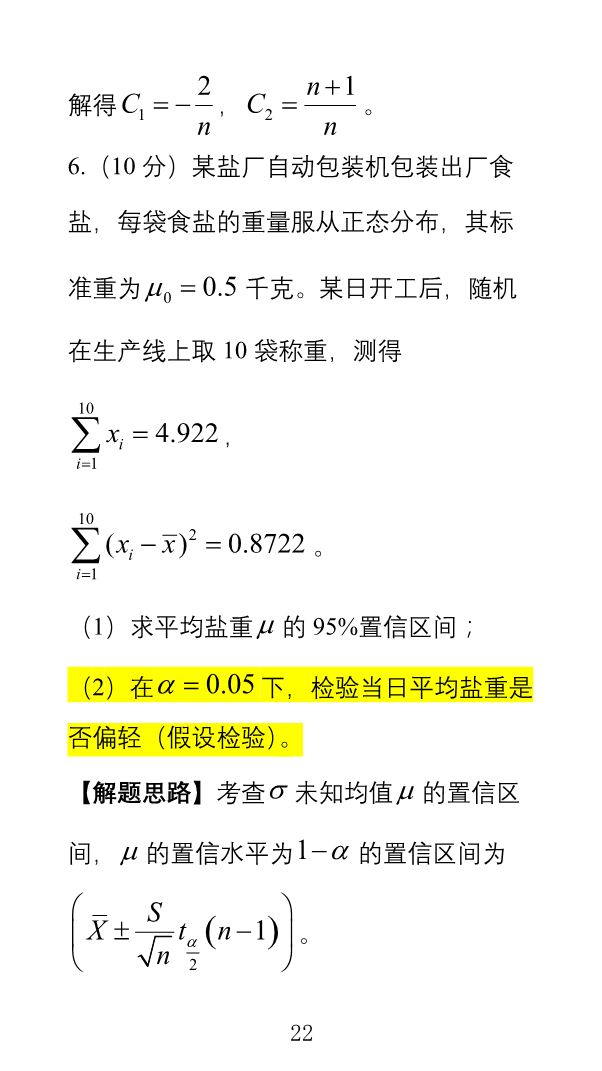 解得 $C_1 = -\frac{2}{n}$，$C_2 = \frac{n+1}{n}$。
6.（10 分）某盐厂自动包装机包装出厂食
盐，每袋食盐的重量服从正态分布，其标
准重为 $\mu_0 = 0.5$ 千克。某日开工后，随机
在生产线上取 10 袋称重，测得
$\sum_{i=1}^{10} x_i = 4.922$，
$\sum_{i=1}^{10} (x_i - \overline{x})^2 = 0.8722$。
（1）求平均盐重 $\mu$ 的 95%置信区间；
（2）在 $\alpha = 0.05$ 下，检验当日平均盐重是
否偏轻（假设检验）。
【解题思路】考查 $\sigma$ 未知均值 $\mu$ 的置信区
间，$\mu$ 的置信水平为 $1-\alpha$ 的置信区间为
$\left( \overline{X} \pm \frac{S}{\sqrt{n}} t_{\frac{\alpha}{2}} (n-1) \right)$。
22